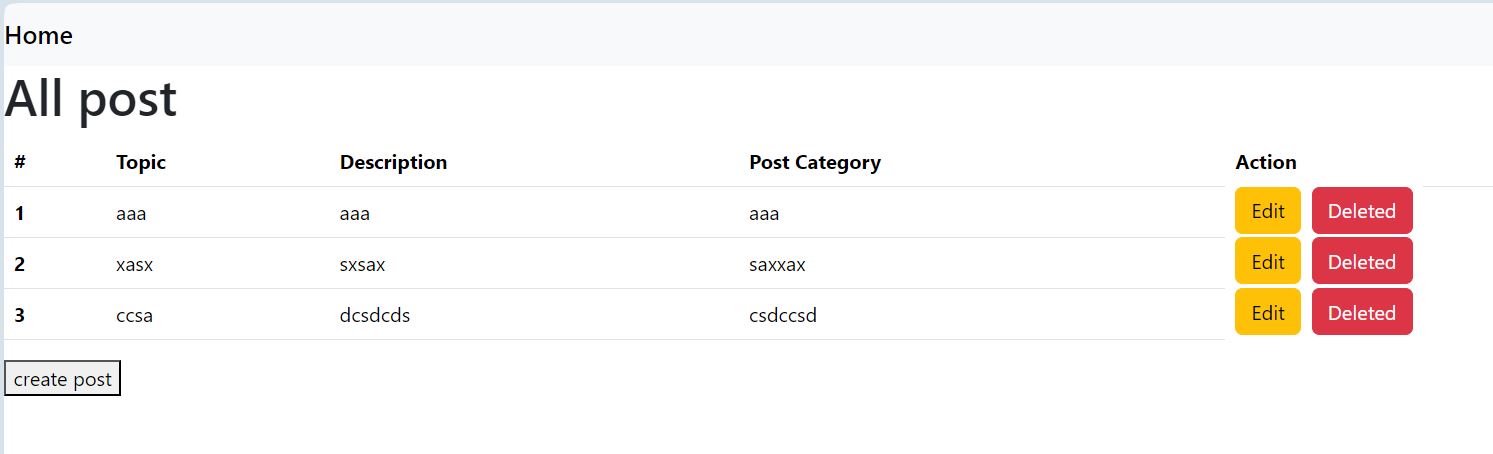 Home
All post
# Topic Description Post Category Action
1 aaa aaa aaa Edit Deleted
2 xasx sxsax saxxax Edit Deleted
3 ccsa dcsdcds csdccsd Edit Deleted
create post